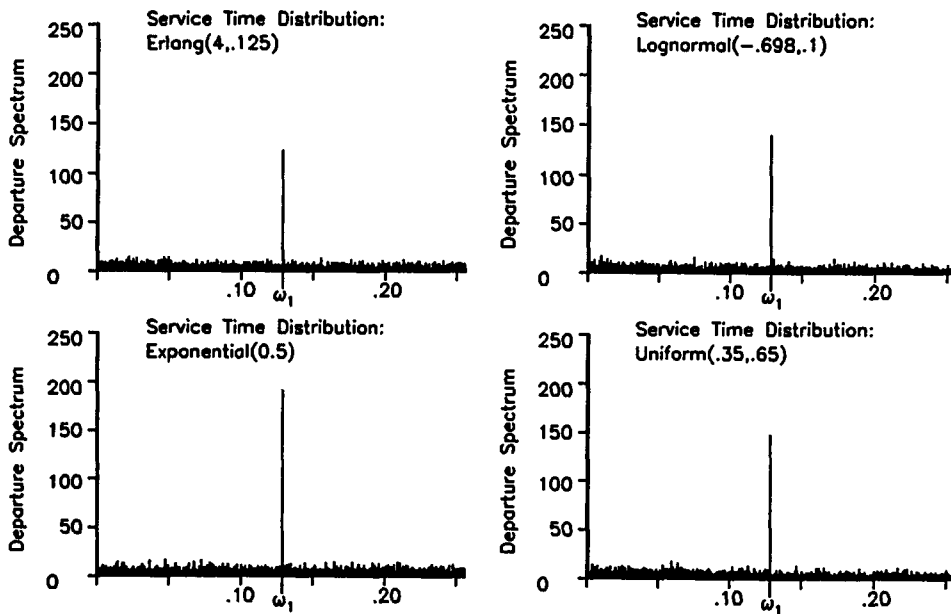 Service Time Distribution:
Erlang(4,.125)
Departure Spectrum
250
200
150
100
50
0
.10
ω₁
.20
Service Time Distribution:
Lognormal(-.698,.1)
Departure Spectrum
250
200
150
100
50
0
.10
ω₁
.20
Service Time Distribution:
Exponential(0.5)
Departure Spectrum
250
200
150
100
50
0
.10
ω₁
.20
Service Time Distribution:
Uniform(.35,.65)
Departure Spectrum
250
200
150
100
50
0
.10
ω₁
.20